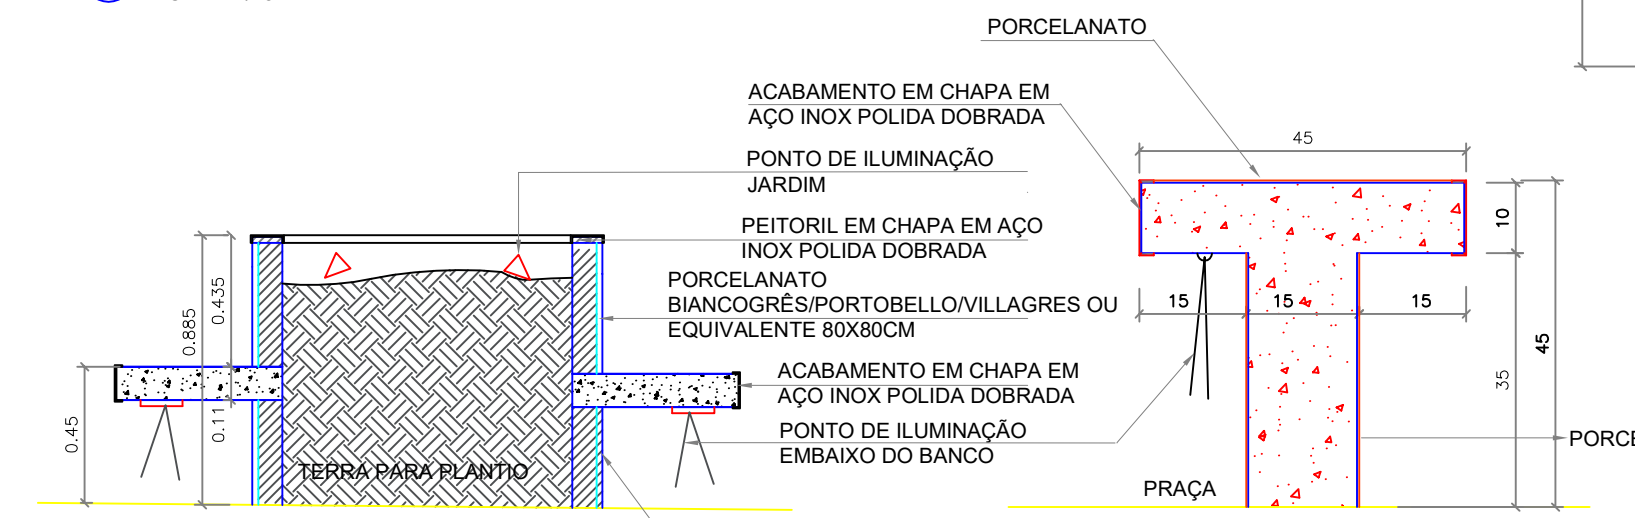 PORCELANATO
ACABAMENTO EM CHAPA EM
AÇO INOX POLIDA DOBRADA
PONTO DE ILUMINAÇÃO
JARDIM
PEITORIL EM CHAPA EM AÇO
INOX POLIDA DOBRADA
PORCELANATO
BIANCOGRÊS/PORTOBELLO/VILLAGRES OU
EQUIVALENTE 80X80CM
ACABAMENTO EM CHAPA EM
AÇO INOX POLIDA DOBRADA
PONTO DE ILUMINAÇÃO
EMBAIXO DO BANCO
TERRA PARA PLANTIO
0.45
0.885
0.435
0.11
45
10
15
15
15
45
35
PORCE
PRAÇA